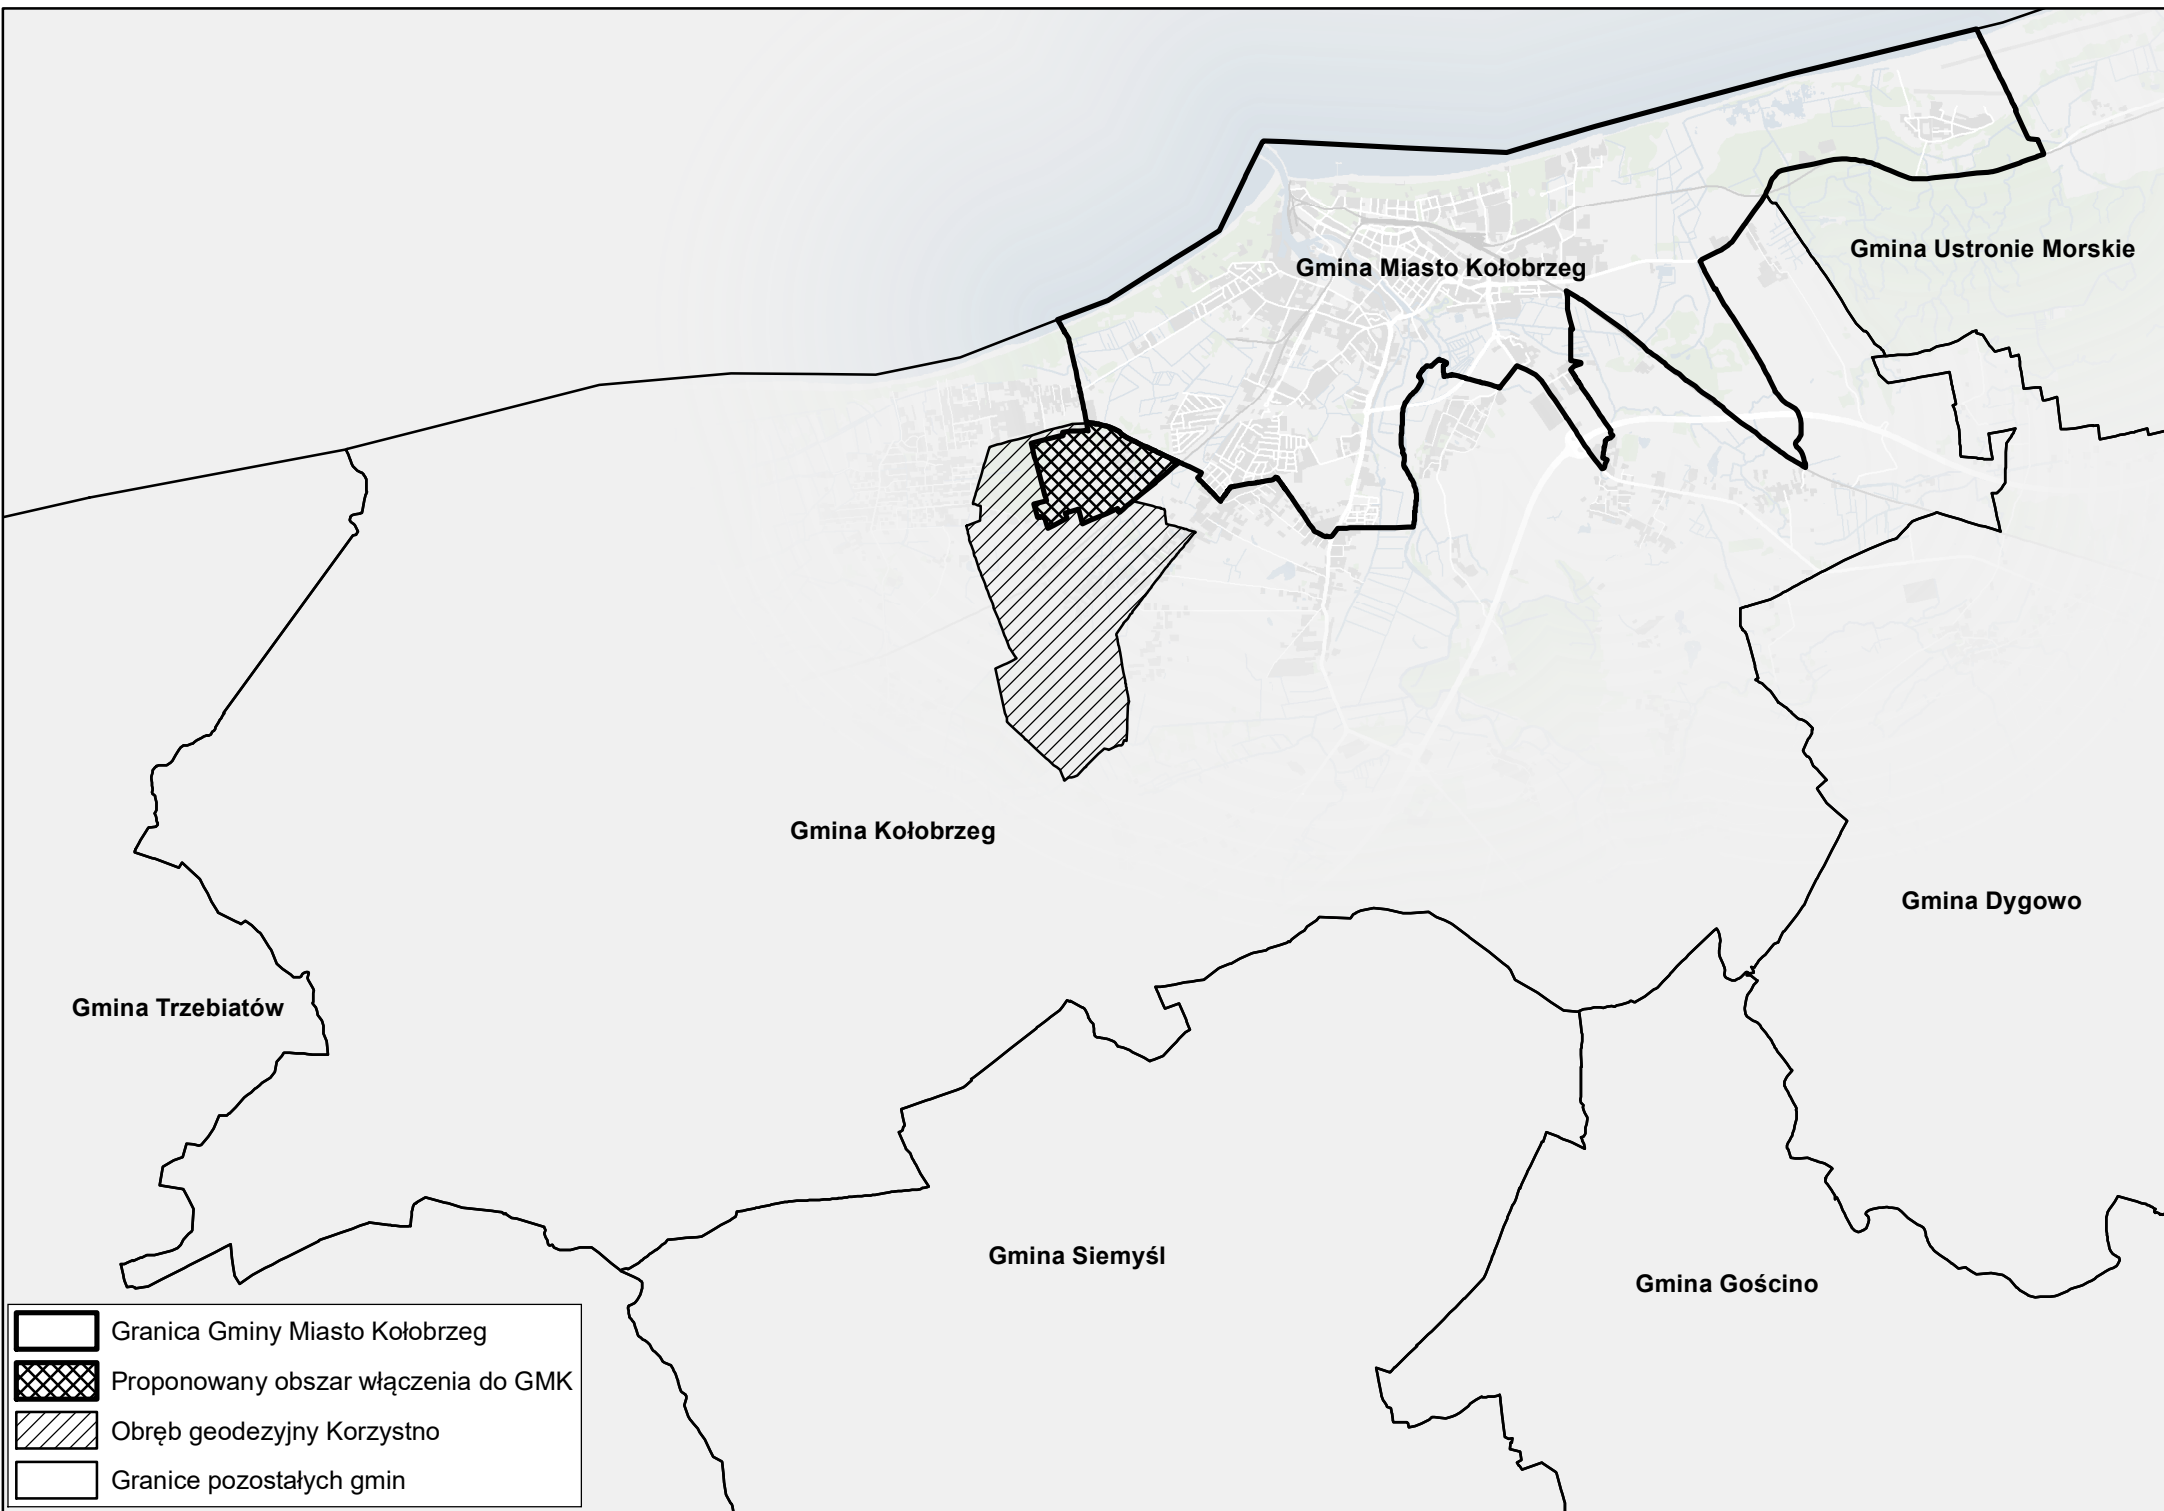 Gmina Ustronie Morskie
Gmina Miasto Kołobrzeg
Gmina Kołobrzeg
Gmina Dygowo
Gmina Trzebiatów
Gmina Siemyśl
Gmina Gościno
Granica Gminy Miasto Kołobrzeg
Proponowany obszar włączenia do GMK
Obręb geodezyjny Korzystno
Granice pozostałych gmin